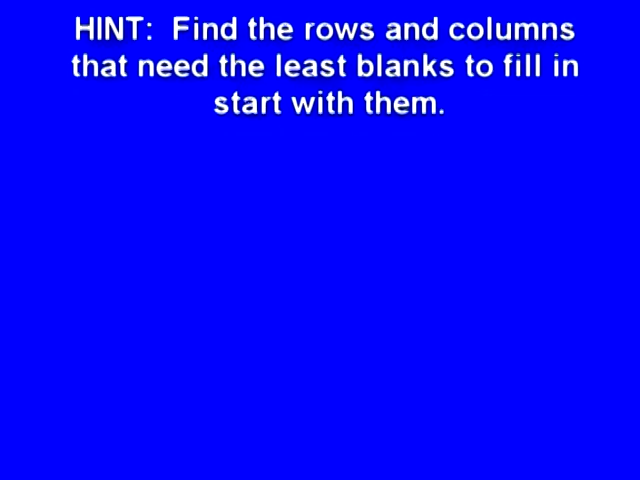 HINT:  Find the rows and columns
that need the least blanks to fill in
start with them.